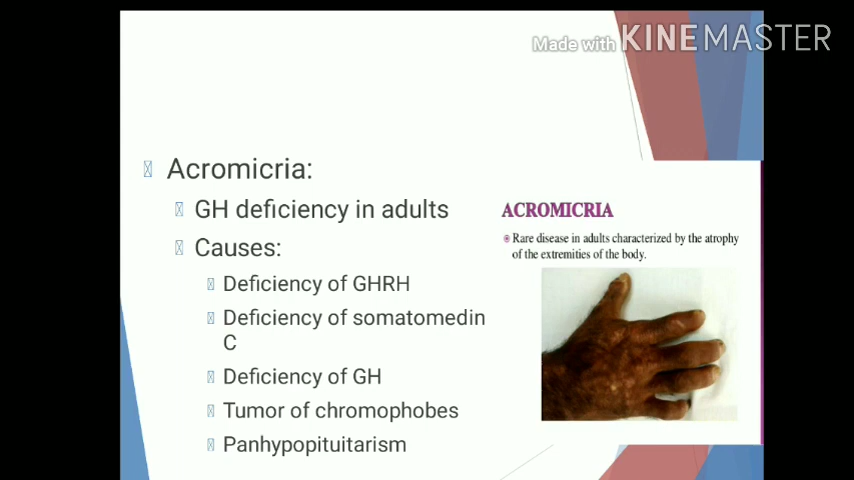 Made with KINEMASTER
Acromicria:
GH deficiency in adults
Causes:
Deficiency of GHRH
Deficiency of somatomedin
C
Deficiency of GH
Tumor of chromophobes
Panhypopituitarism
ACROMICRIA
Rare disease in adults characterized by the atrophy
of the extremities of the body.